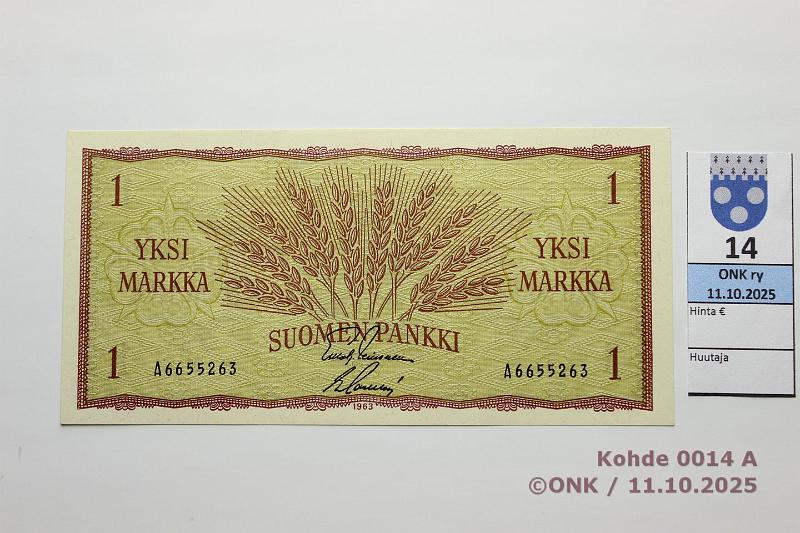 1
1
YKSI
MARKKA
YKSI
MARKKA
SUOMEN PANKKI
1
A6655263
A6655263
1
1963
14
ONK ry
11.10.2025
Hinta €
Huutaja
Kohde 0014 A
©ONK / 11.10.2025